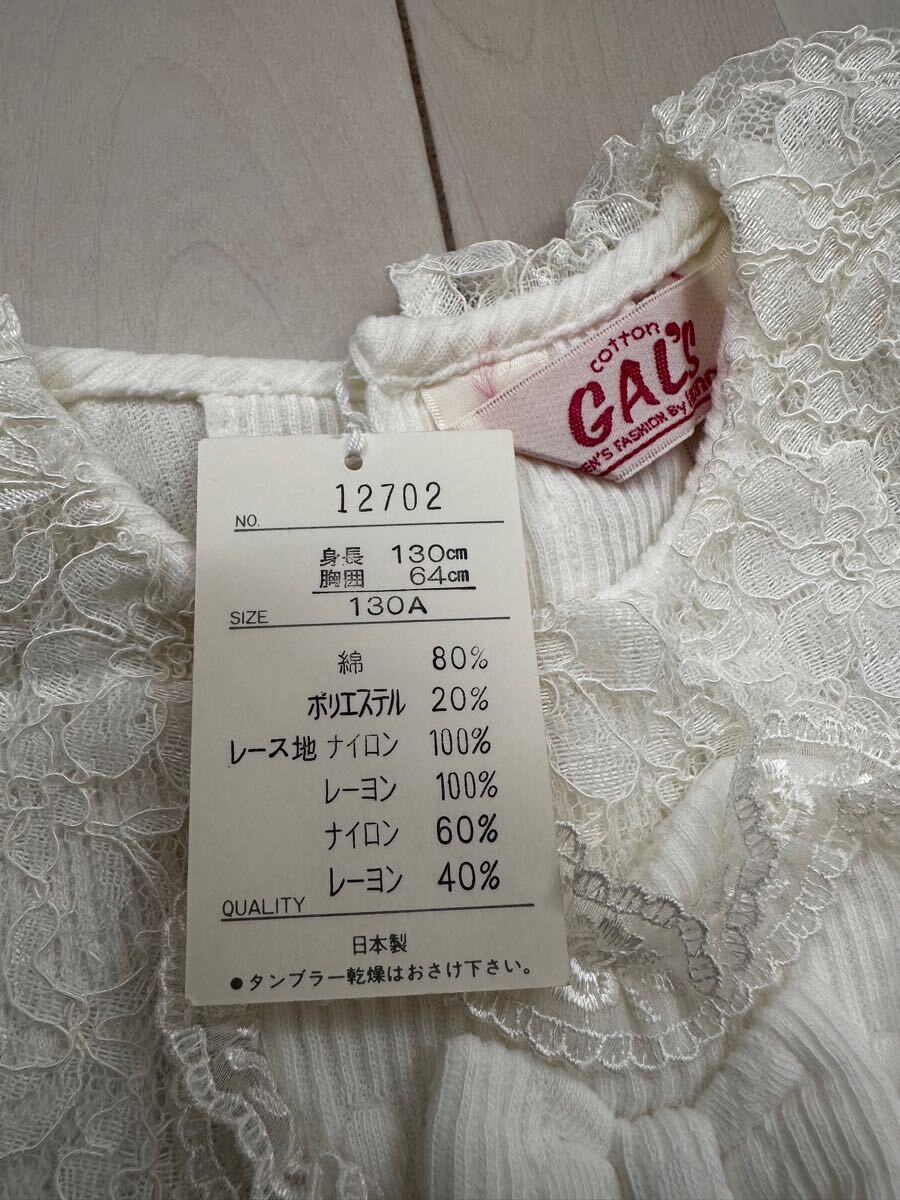 cotton
GAL'S
EN'S FASHION By
NO. 12702
身長 130cm
胸囲 64cm
SIZE 130A
綿 80%
ポリエステル 20%
レース地 ナイロン 100%
レーヨン 100%
ナイロン 60%
レーヨン 40%
QUALITY
日本製
●タンブラー乾燥はおさけ下さい。